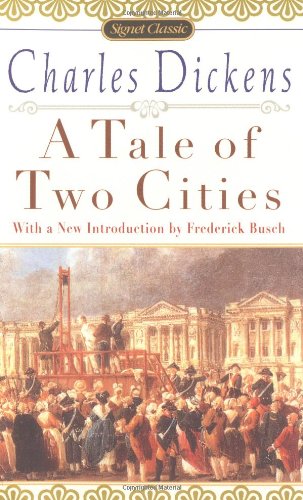 Signet Classic
Charles Dickens
A Tale of
Two Cities
With a New Introduction by Frederick Busch